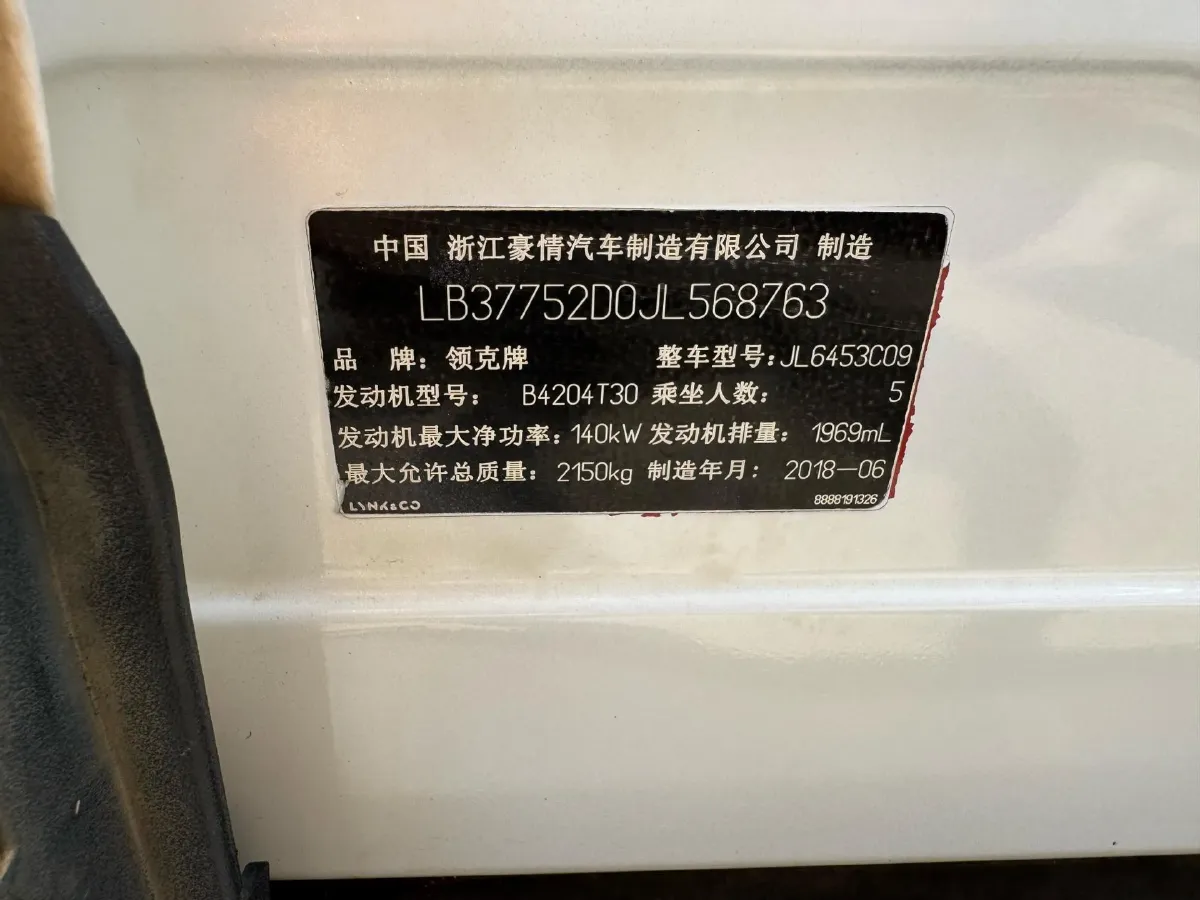 中国 浙江豪情汽车制造有限公司 制造
LB37752D0JL568763
品 牌：领克牌 整车型号：JL6453C09
发动机型号： B4204T30 乘坐人数： 5
发动机最大净功率：140kW 发动机排量： 1969mL
最大允许总质量： 2150kg 制造年月： 2018-06
LYNK&CO 8888191326